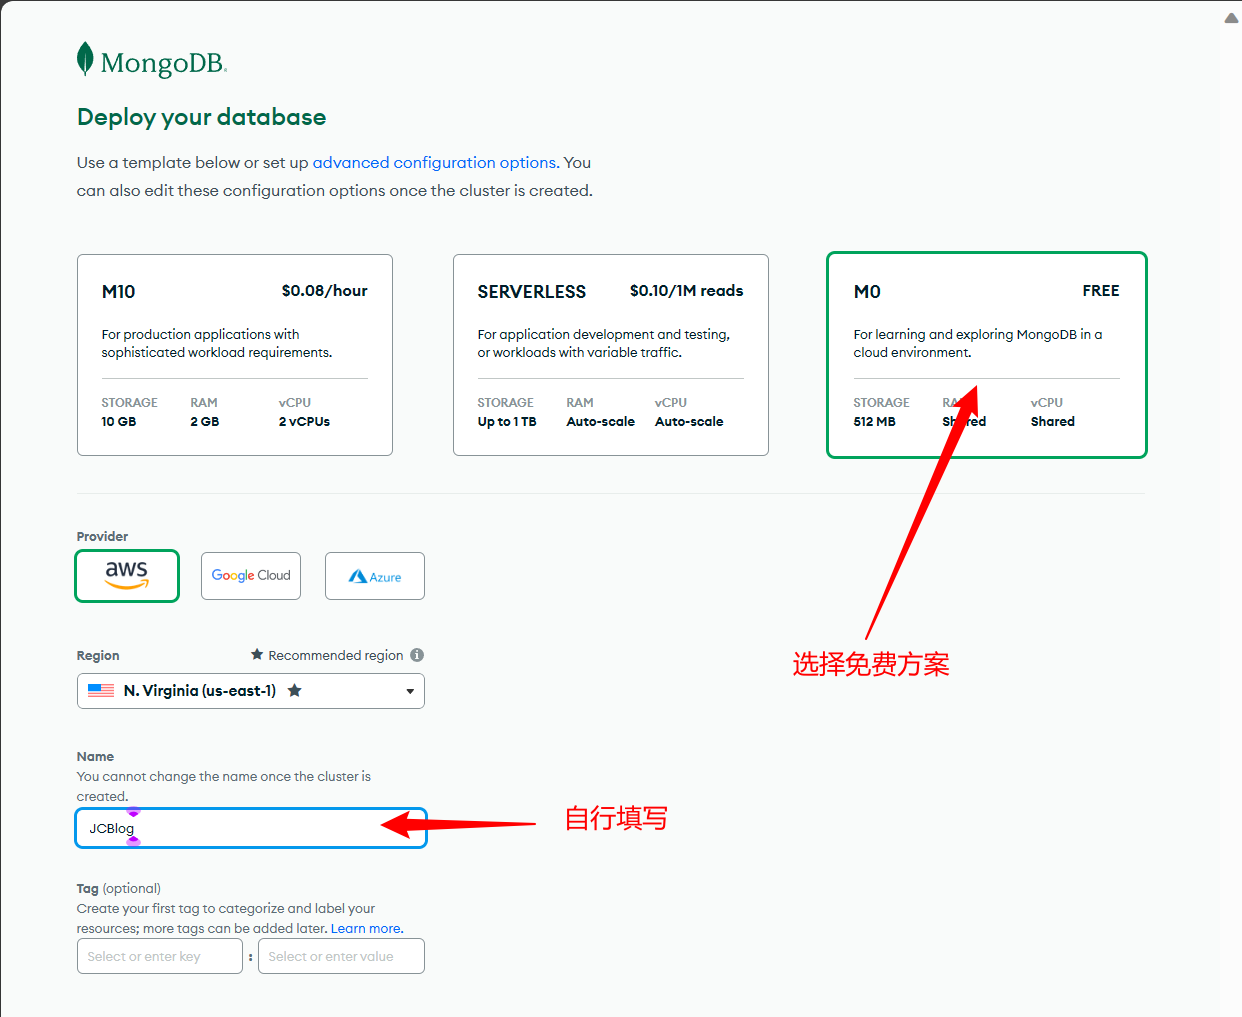 MongoDB.
Deploy your database
Use a template below or set up advanced configuration options. You
can also edit these configuration options once the cluster is created.
M10 $0.08/hour
For production applications with
sophisticated workload requirements.
STORAGE RAM vCPU
10 GB 2 GB 2 vCPUs
SERVERLESS $0.10/1M reads
For application development and testing,
or workloads with variable traffic.
STORAGE RAM vCPU
Up to 1 TB Auto-scale Auto-scale
M0 FREE
For learning and exploring MongoDB in a
cloud environment.
STORAGE RAM vCPU
512 MB Shared Shared
选择免费方案
Provider
aws Google Cloud Azure
Region ★ Recommended region
N. Virginia (us-east-1) ★
Name
You cannot change the name once the cluster is
created.
JCBlog
自行填写
Tag (optional)
Create your first tag to categorize and label your
resources; more tags can be added later. Learn more.
Select or enter key : Select or enter value